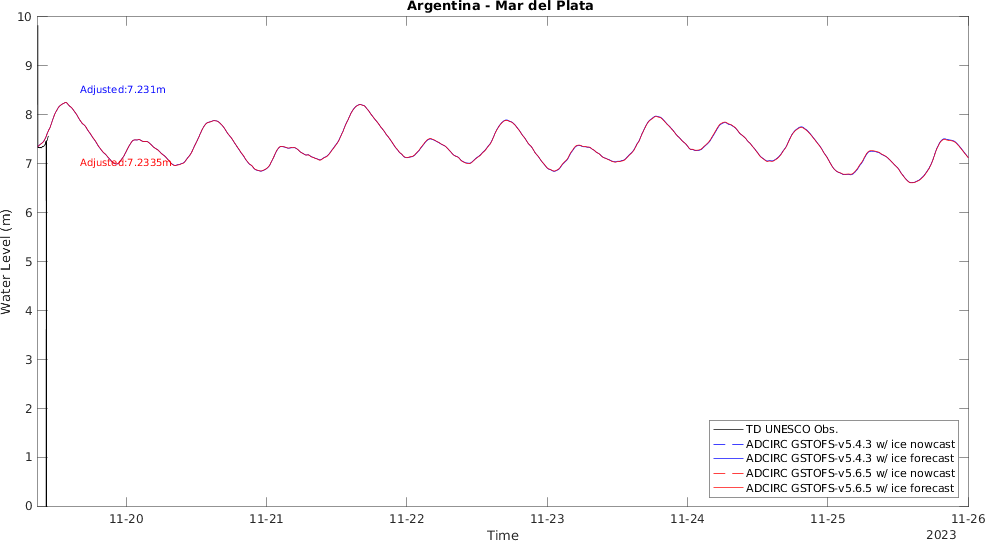 Argentina - Mar del Plata
10
9
8
7
6
5
4
3
2
1
0
Water Level (m)
Adjusted:7.231m
Adjusted:7.2335m
TD UNESCO Obs.
ADCIRC GSTOFS-v5.4.3 w/ ice nowcast
ADCIRC GSTOFS-v5.4.3 w/ ice forecast
ADCIRC GSTOFS-v5.6.5 w/ ice nowcast
ADCIRC GSTOFS-v5.6.5 w/ ice forecast
11-20 11-21 11-22 11-23 11-24 11-25 11-26
Time
2023